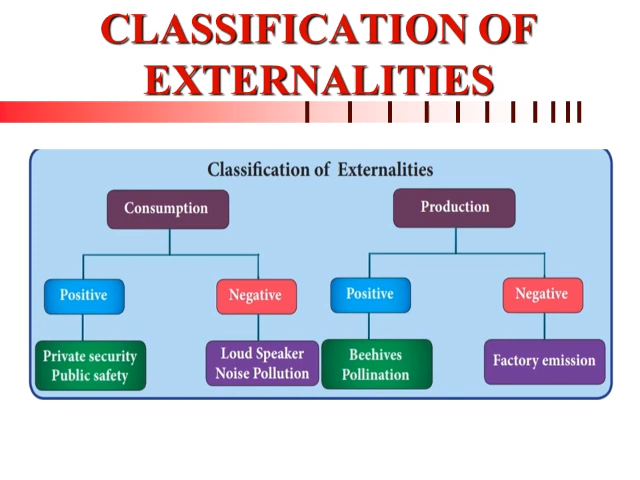 CLASSIFICATION OF
EXTERNALITIES
Classification of Externalities
Consumption
Production
Positive
Negative
Positive
Negative
Private security
Public safety
Loud Speaker
Noise Pollution
Beehives
Pollination
Factory emission